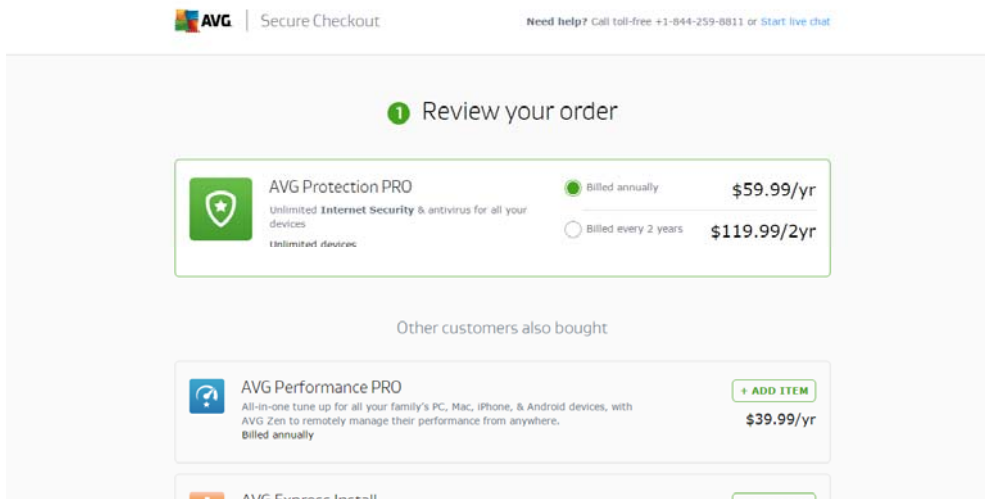 AVG. | Secure Checkout
Need help? Call toll-free +1-844-259-8811 or Start live chat
1 Review your order
AVG Protection PRO
Unlimited Internet Security & antivirus for all your
devices
Unlimited devices
Billed annually $59.99/yr
Billed every 2 years $119.99/2yr
Other customers also bought
AVG Performance PRO
All-in-one tune up for all your family's PC, Mac, iPhone, & Android devices, with
AVG Zen to remotely manage their performance from anywhere.
Billed annually
+ ADD ITEM
$39.99/yr
AVG Express Install